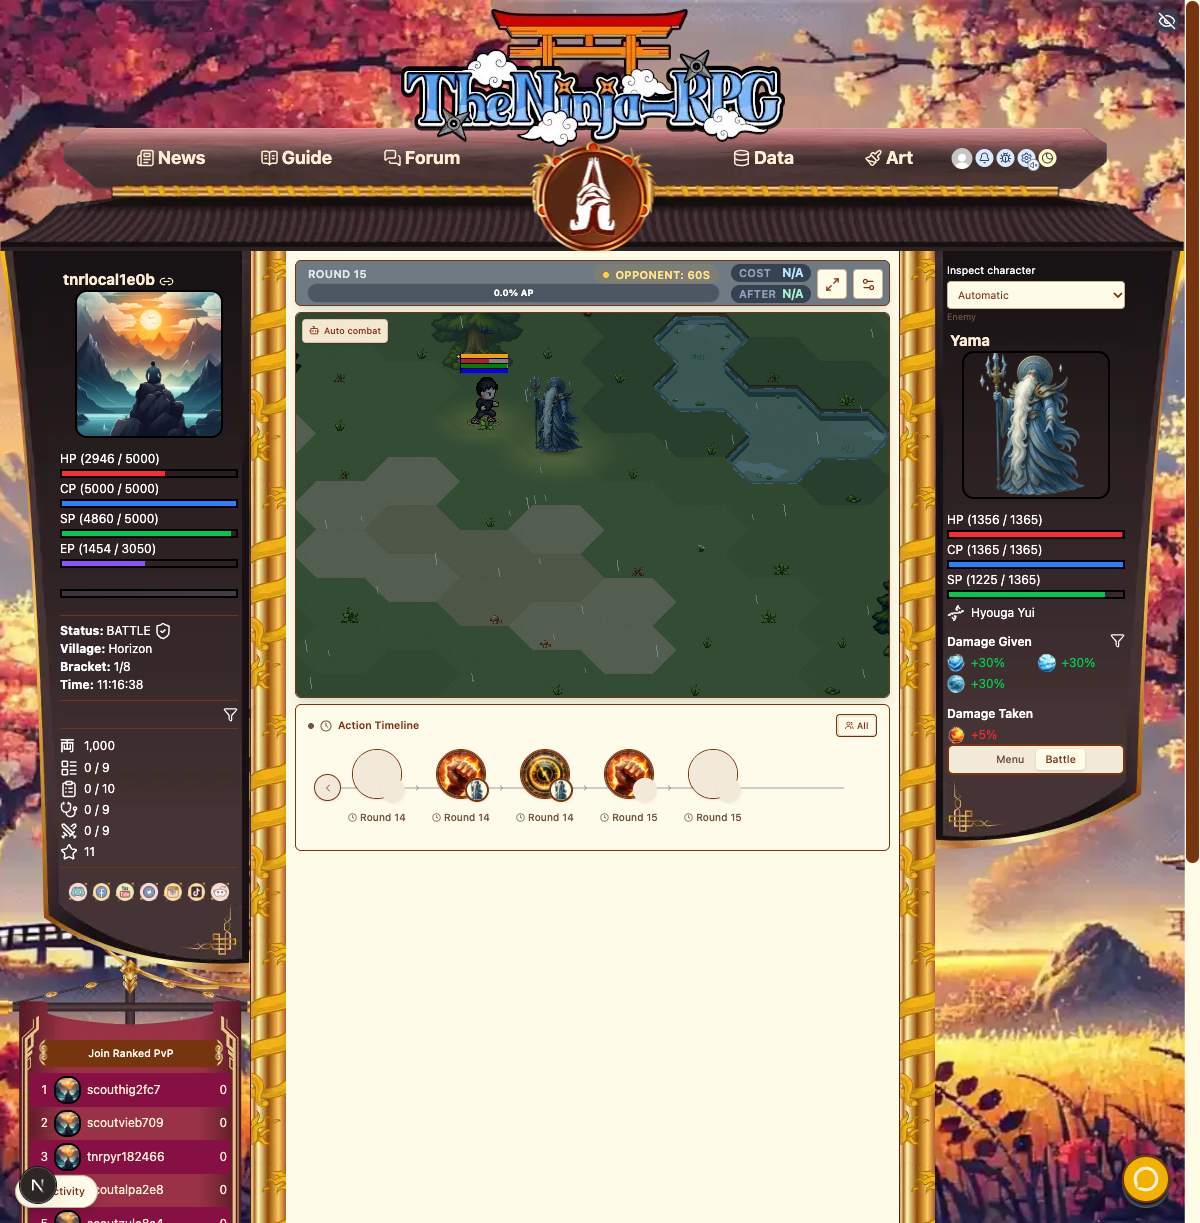 TheNinja-RPG
News
Guide
Forum
Data
Art
tnrlocal1e0b
HP (2946 / 5000)
CP (5000 / 5000)
SP (4860 / 5000)
EP (1454 / 3050)
Status: BATTLE
Village: Horizon
Bracket: 1/8
Time: 11:16:38
両 1,000
0 / 9
0 / 10
0 / 9
0 / 9
11
Join Ranked PvP
1 scouthig2fc7 0
2 scoutvieb709 0
3 tnrpyr182466 0
coutalpa2e8 0
N
ctivity
ROUND 15
OPPONENT: 60S
0.0% AP
COST N/A
AFTER N/A
Auto combat
Action Timeline
All
Round 14
Round 14
Round 14
Round 15
Round 15
Inspect character
Automatic
Enemy
Yama
HP (1356 / 1365)
CP (1365 / 1365)
SP (1225 / 1365)
Hyouga Yui
Damage Given
+30%
+30%
+30%
Damage Taken
+5%
Menu
Battle